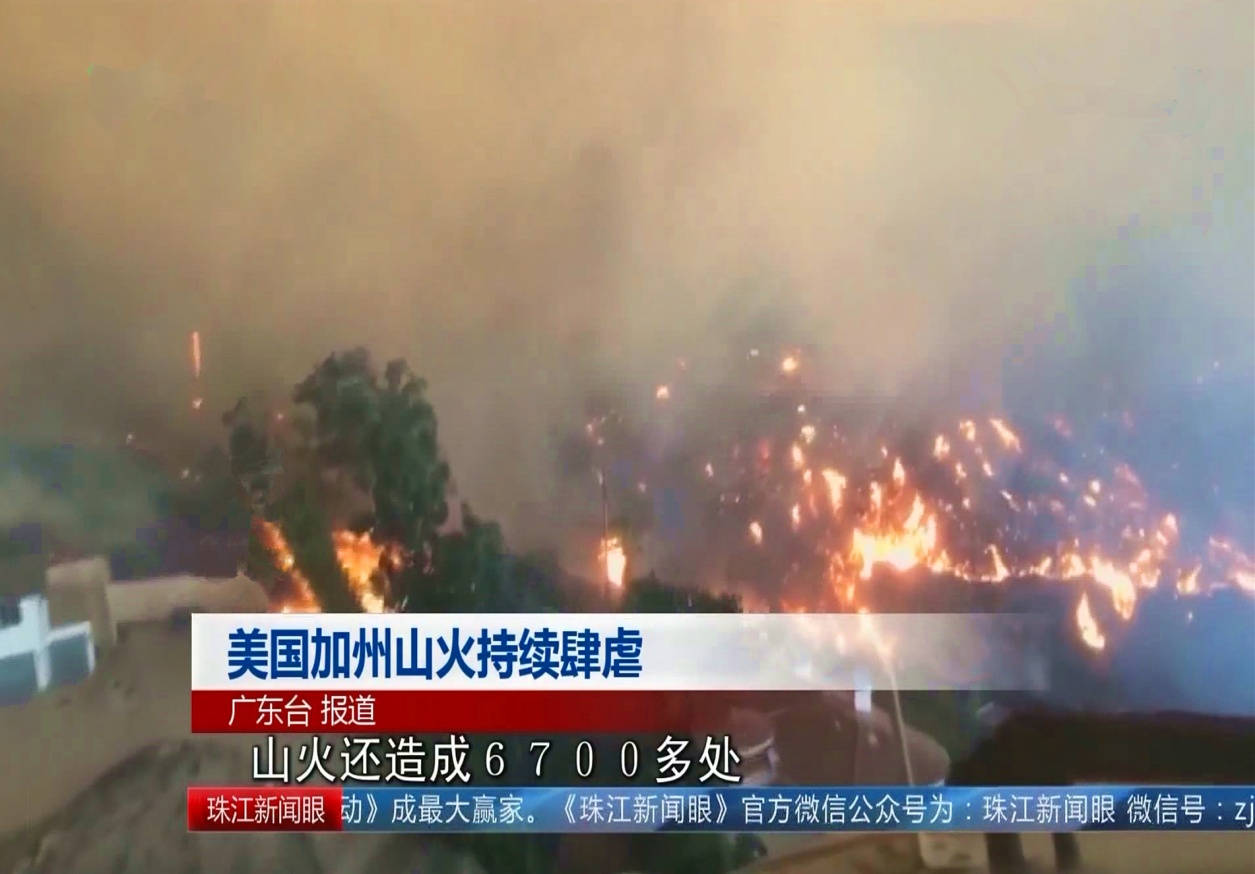 美国加州山火持续肆虐
广东台 报道
山火还造成6700多处
珠江新闻眼 动》成最大赢家。《珠江新闻眼》官方微信公众号为：珠江新闻眼 微信号：zj